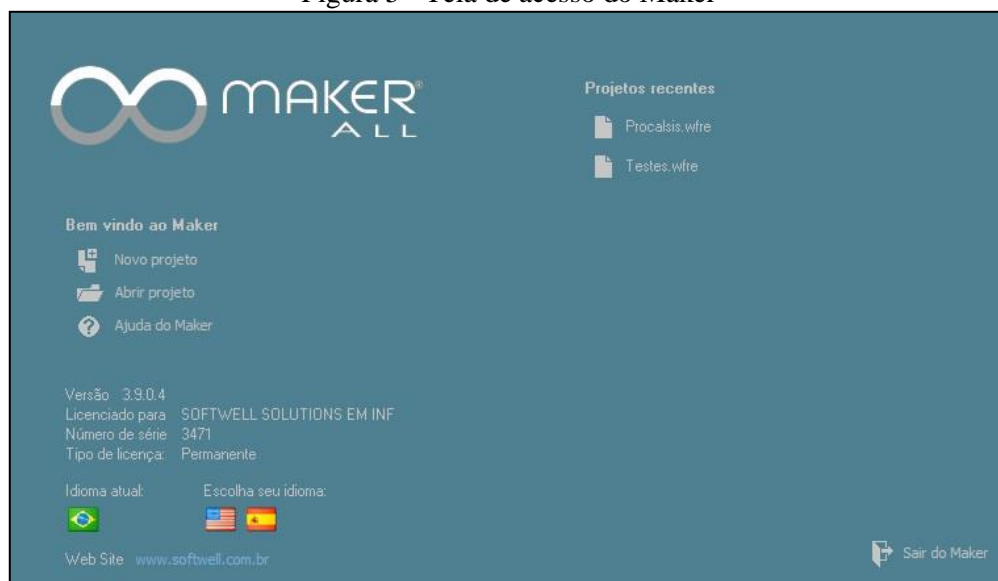 Figura 3 - Tela de acesso do Maker
MAKER®
ALL
Projetos recentes
Procalsis.wfre
Testes.wfre
Bem vindo ao Maker
Novo projeto
Abrir projeto
Ajuda do Maker
Versão 3.9.0.4
Licenciado para SOFTWELL SOLUTIONS EM INF
Número de série 3471
Tipo de licença: Permanente
Idioma atual: Escolha seu idioma:
Web Site www.softwell.com.br
Sair do Maker